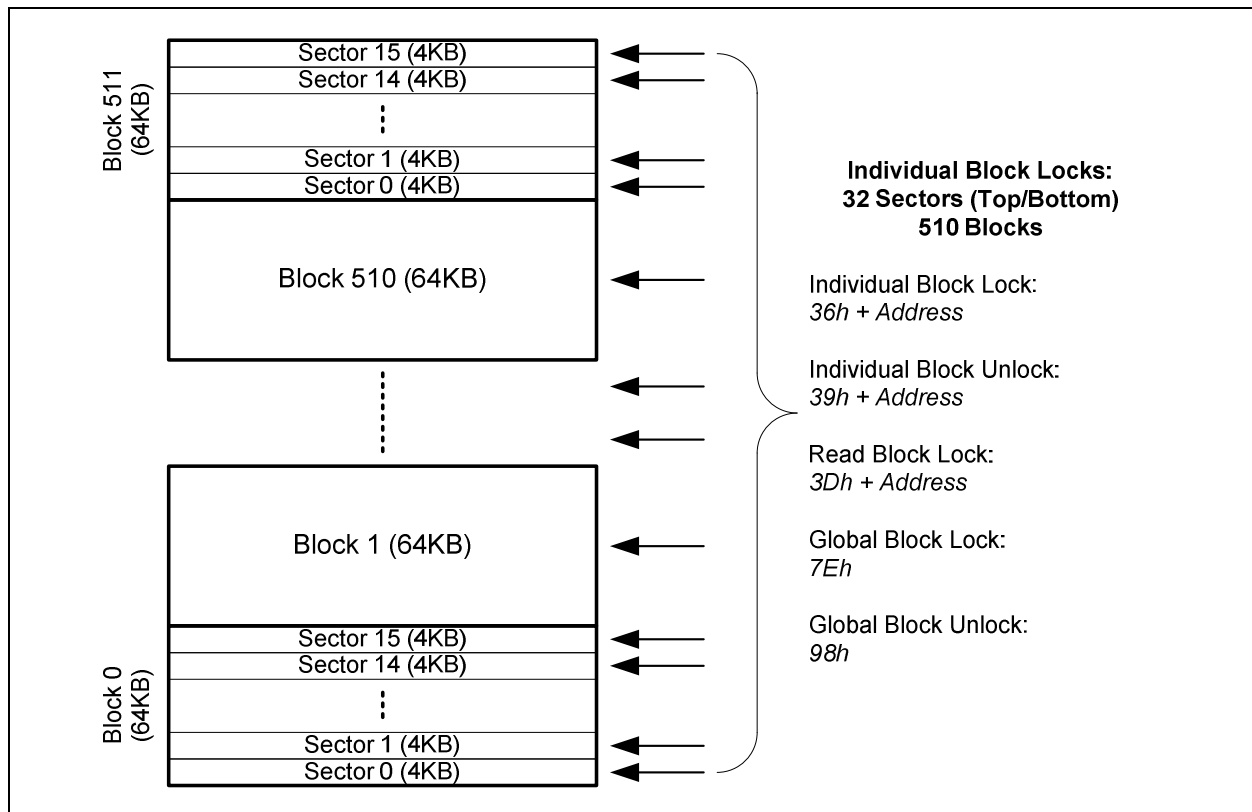 Block 511
(64KB)
Sector 15 (4KB)
Sector 14 (4KB)
Sector 1 (4KB)
Sector 0 (4KB)
Block 510 (64KB)
Block 1 (64KB)
Block 0
(64KB)
Sector 15 (4KB)
Sector 14 (4KB)
Sector 1 (4KB)
Sector 0 (4KB)
Individual Block Locks:
32 Sectors (Top/Bottom)
510 Blocks
Individual Block Lock:
36h + Address
Individual Block Unlock:
39h + Address
Read Block Lock:
3Dh + Address
Global Block Lock:
7Eh
Global Block Unlock:
98h